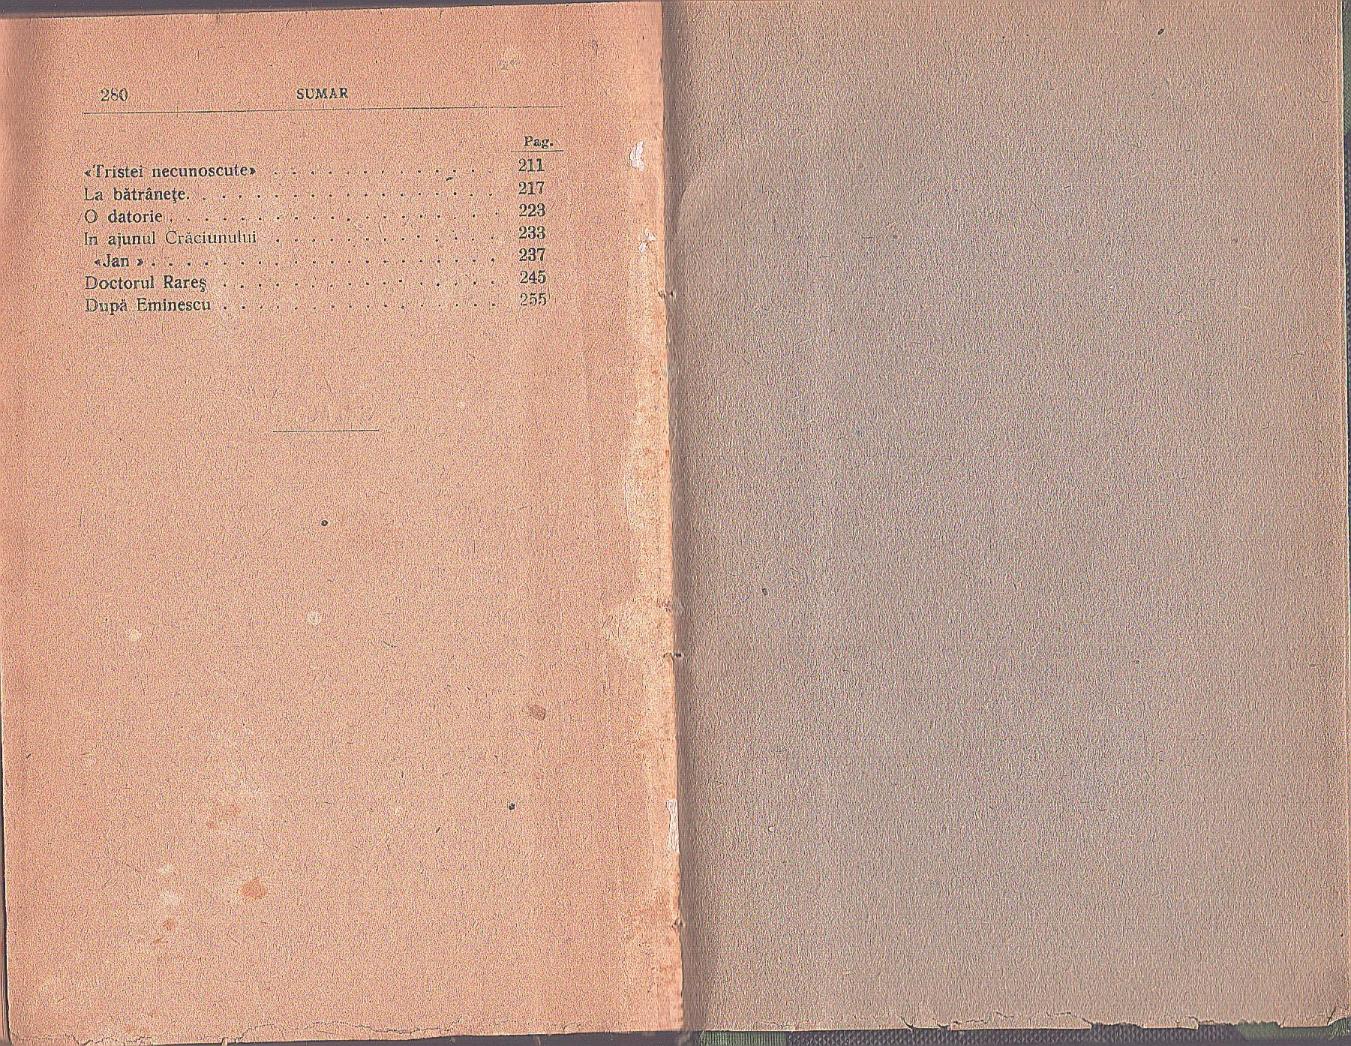 280 SUMAR
Pag.
«Tristei necunoscute» . . . . . . . . . . . . . 211
La bătrânețe. . . . . . . . . . . . . . . . . . 217
O datorie . . . . . . . . . . . . . . . . . . . 223
In ajunul Crăciunului . . . . . . . . . . . . . 233
«Jan » . . . . . . . . . . . . . . . . . . . . 237
Doctorul Rareş . . . . . . . . . . . . . . . . 245
După Eminescu . . . . . . . . . . . . . . . . 255